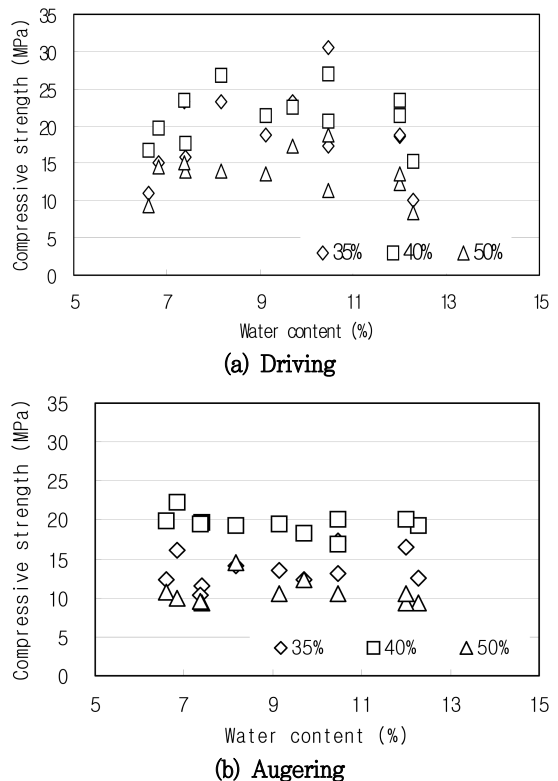 Compressive strength (MPa)
35
30
25
20
15
10
5
0
◇35% □40% △50%
5 7 9 11 13 15
Water content (%)
(a) Driving
Compressive strength (MPa)
35
30
25
20
15
10
5
0
◇35% □40% △50%
5 7 9 11 13 15
Water content (%)
(b) Augering